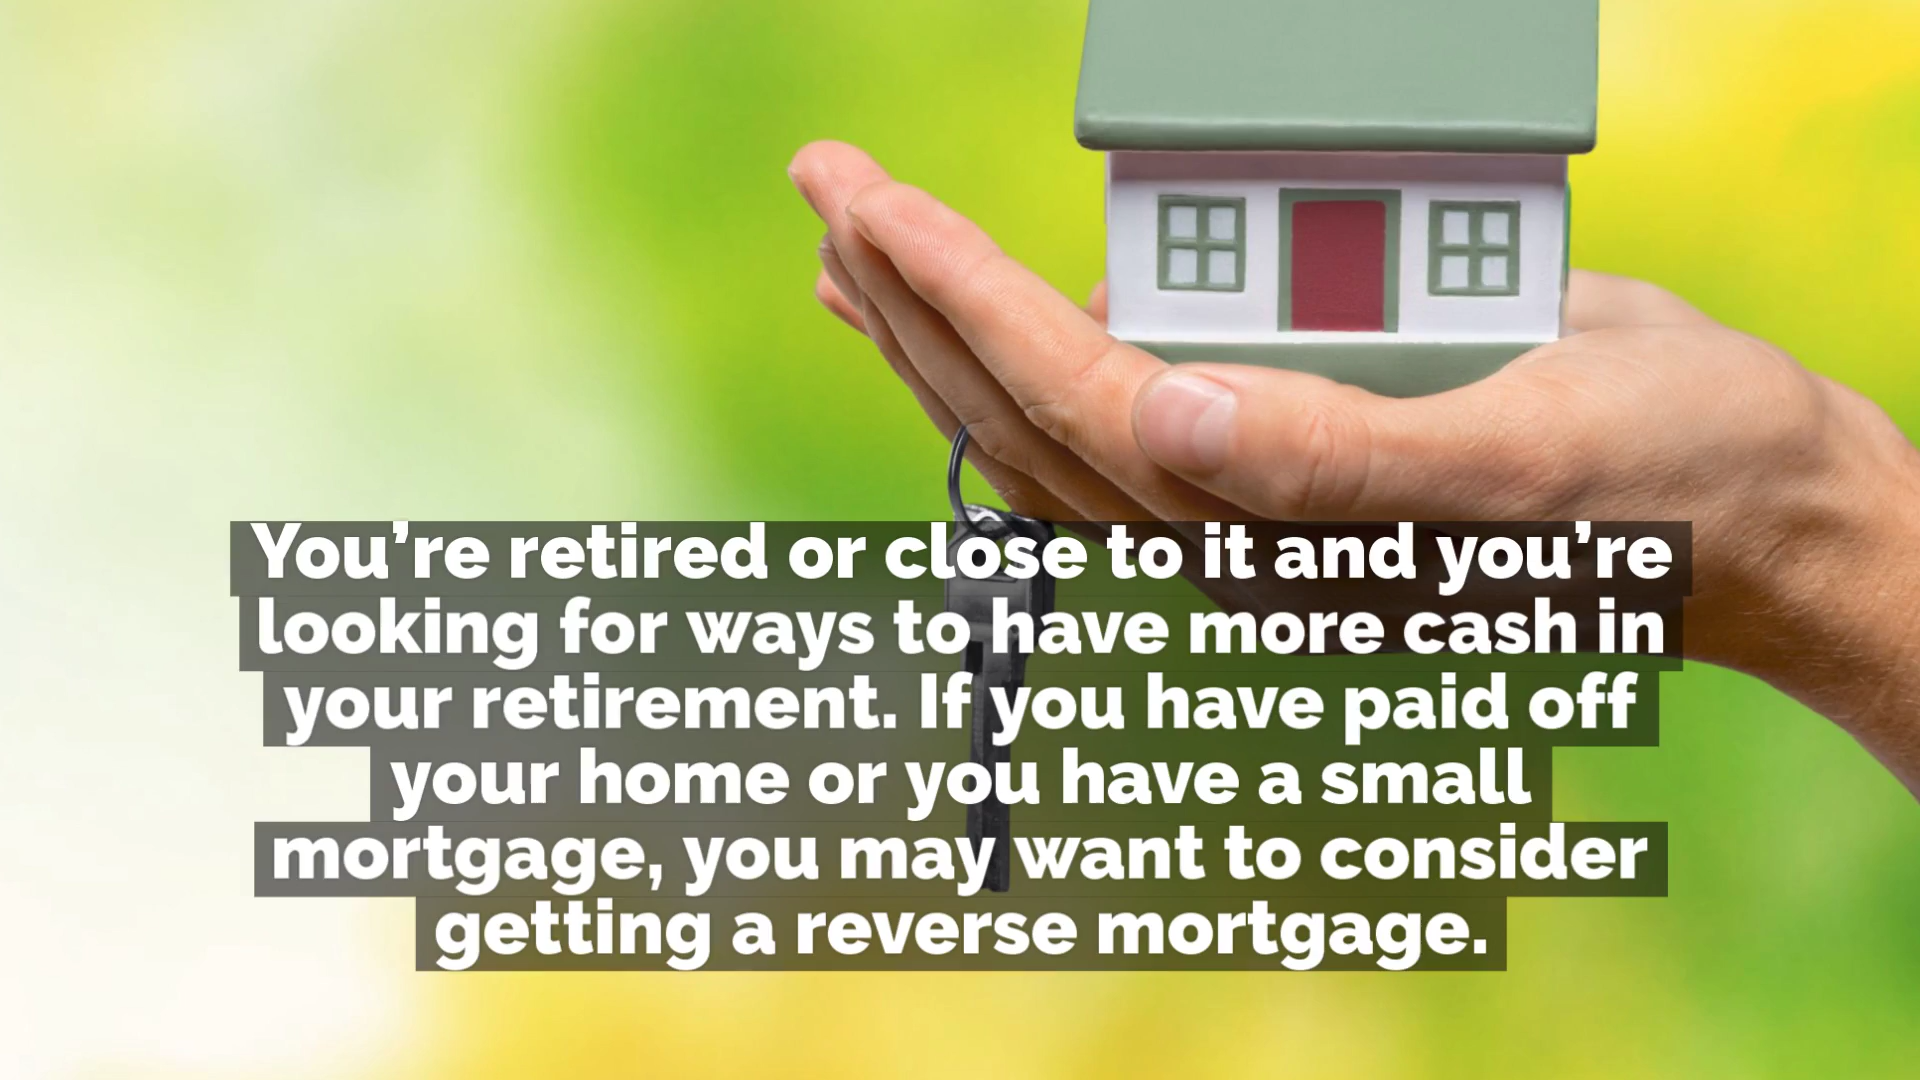 You’re retired or close to it and you’re
looking for ways to have more cash in
your retirement. If you have paid off
your home or you have a small
mortgage, you may want to consider
getting a reverse mortgage.